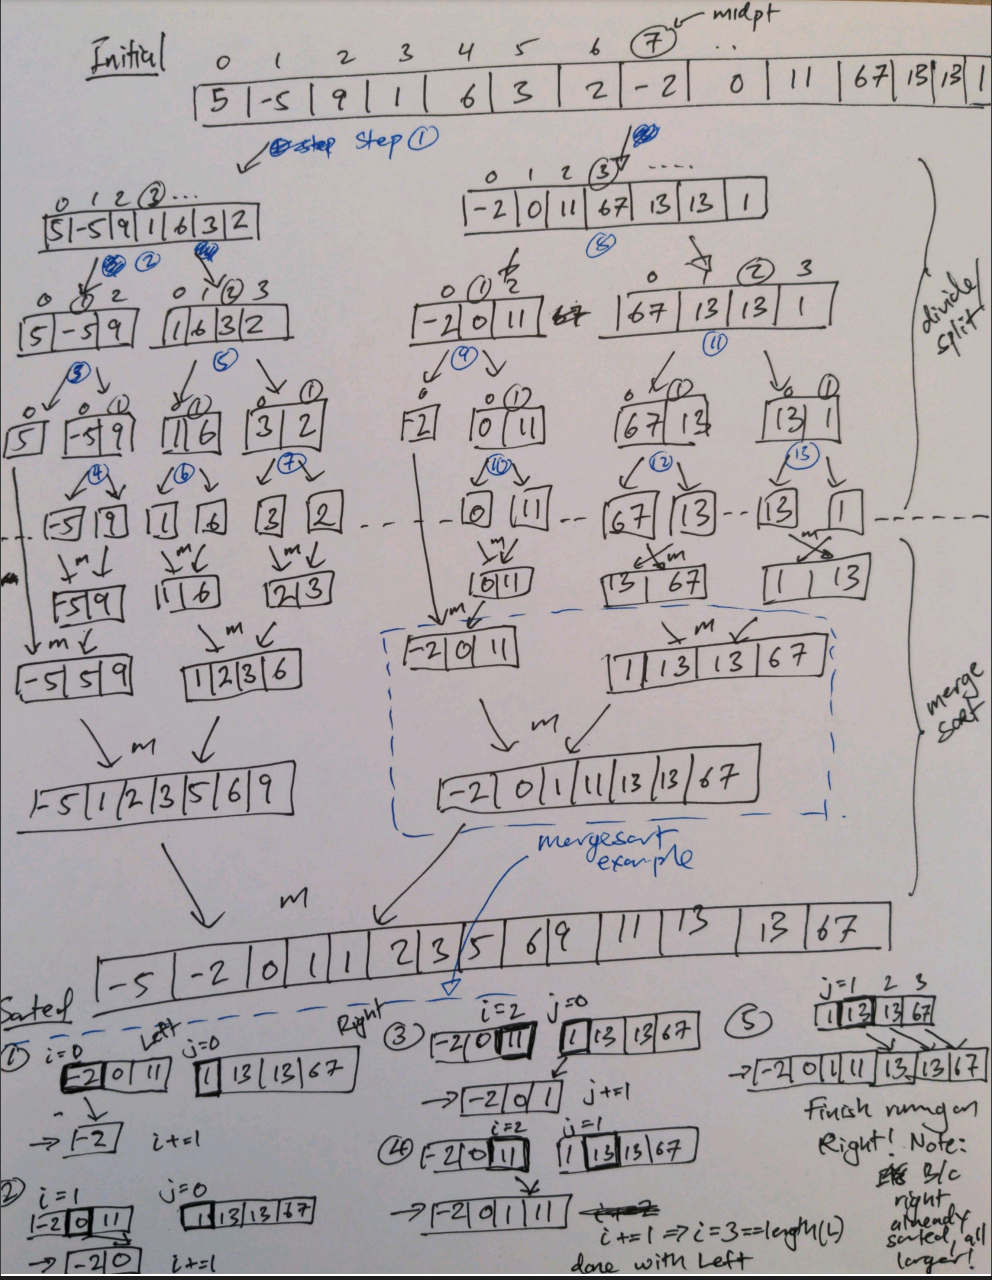 midpt
Initial 0 1 2 3 4 5 6 7 ..
5 -5 9 1 6 3 2 -2 0 11 67 13 13 1
step Step 1
0 1 2 3 ...
5 -5 9 1 6 3 2
0 1 2 3 .....
-2 0 11 67 13 13 1
2 8
divide/
split
0 1 2
5 -5 9
0 1 2 3
1 6 3 2
0 1 2
-2 0 11 67
0 2 3
67 13 13 1
3 5 9 11
0
5
0 1
-5 9
0 1
1 6
0 1
3 2
0
-2
0 1
0 11
0 1
67 13
0 1
13 1
4 6 7 10 12 13
-5 9 1 6 3 2 0 11 67 13 13 1
m m m m m m
-5 9 1 6 2 3 0 11 13 67 1 13
m m m m
-5 5 9 1 2 3 6 -2 0 11 1 13 13 67
merge
sort
m m
-5 1 2 3 5 6 9 -2 0 1 11 13 13 67
mergesort
example
m
-5 -2 0 1 1 2 3 5 6 9 11 13 13 67
Sorted
1 Left Right
i=0 j=0
-2 0 11 1 13 13 67
-2 i+=1
2 i=1 j=0
-2 0 11 1 13 13 67
-2 0 i+=1
3 i=2 j=0
-2 0 11 1 13 13 67
-2 0 1 j+=1
4 i=2 j=1
-2 0 11 1 13 13 67
-2 0 1 11 i+=2
i+=1 => i=3==length(L)
done with Left
5 j=1 2 3
1 13 13 67
-2 0 1 11 13 13 67
Finish running on
Right! Note:
B/c
right
already
sorted, all
larger!